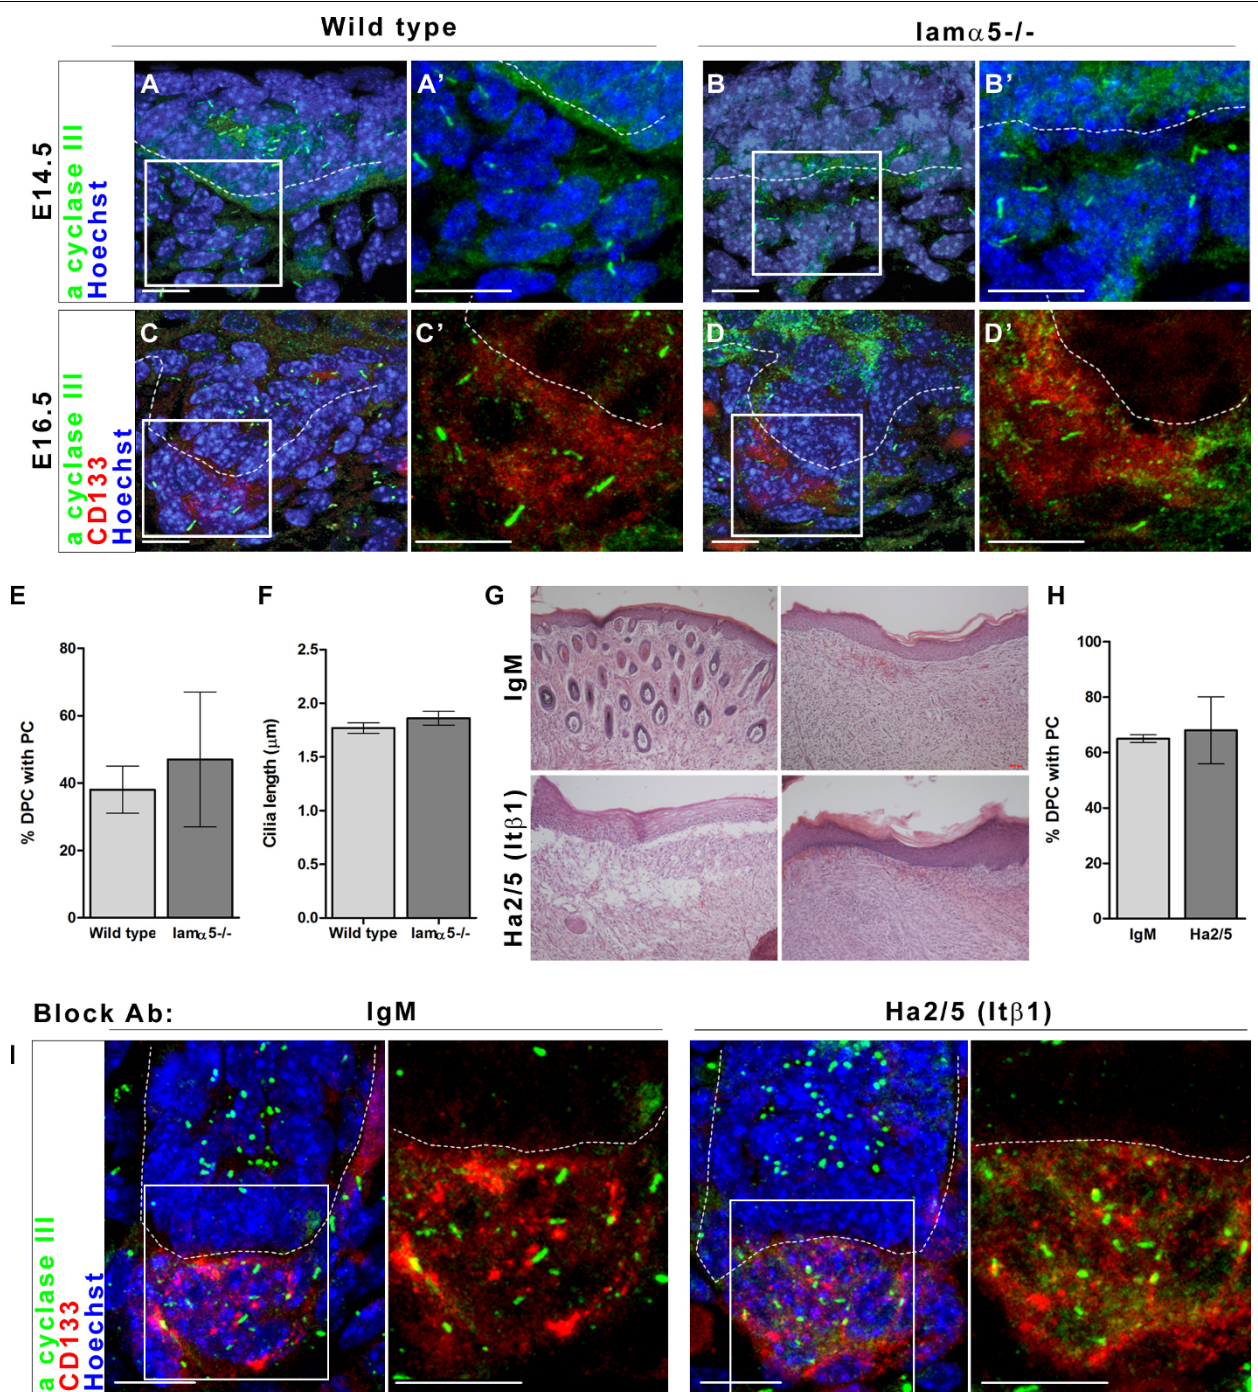 Wild type
lamα5-/-
E14.5
a cyclase III
Hoechst
A
A'
B
B'
E16.5
a cyclase III
CD133
Hoechst
C
C'
D
D'
E
% DPC with PC
80
60
40
20
0
Wild type
lamα5-/-
F
Cilia length (μm)
2.5
2.0
1.5
1.0
0.5
0.0
Wild type
lamα5-/-
G
IgM
Ha2/5 (Itβ1)
H
% DPC with PC
100
80
60
40
20
0
IgM
Ha2/5
Block Ab:
IgM
Ha2/5 (Itβ1)
I
a cyclase III
CD133
Hoechst